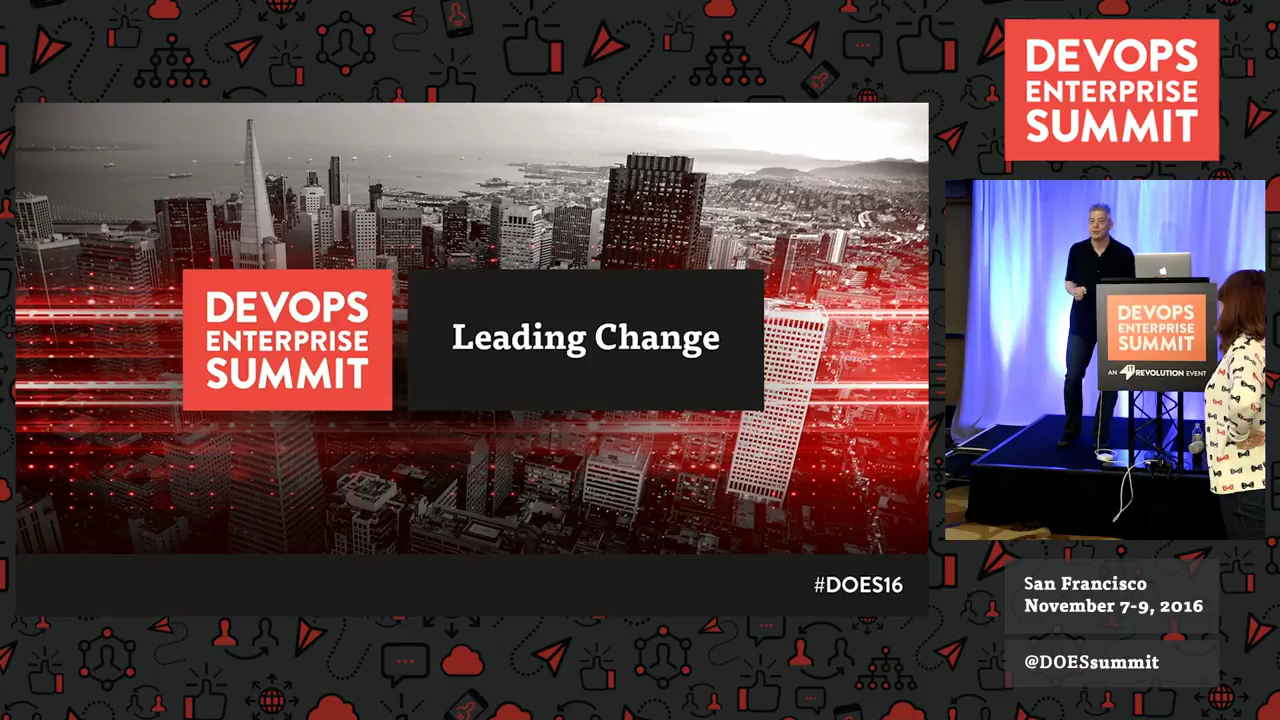 DEVOPS
ENTERPRISE
SUMMIT
Leading Change
#DOES16
DEVOPS
ENTERPRISE
SUMMIT
DEVOPS
ENTERPRISE
SUMMIT
AN IT REVOLUTION EVENT
San Francisco
November 7-9, 2016
@DOESsummit